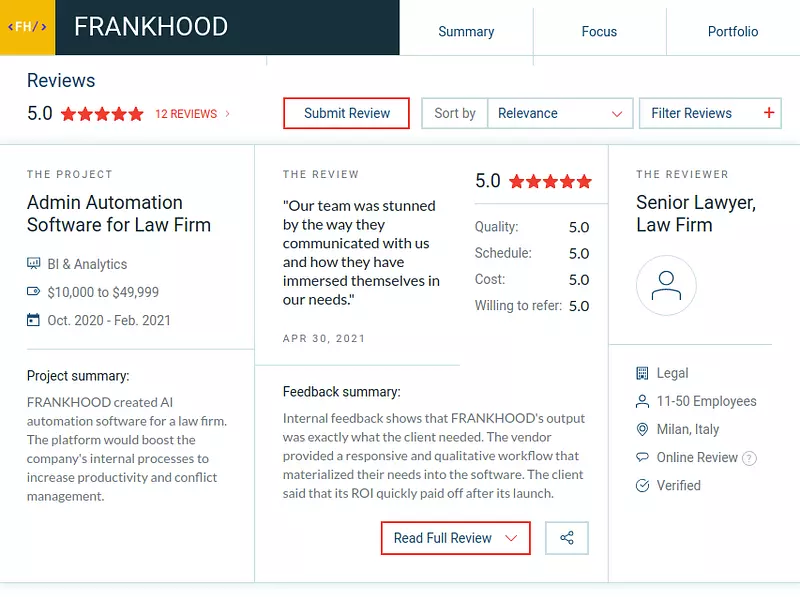 <FH/>
FRANKHOOD
Summary
Focus
Portfolio
Reviews
5.0
12 REVIEWS
Submit Review
Sort by
Relevance
Filter Reviews +
THE PROJECT
Admin Automation
Software for Law Firm
BI & Analytics
$10,000 to $49,999
Oct. 2020 - Feb. 2021
Project summary:
FRANKHOOD created AI
automation software for a law firm.
The platform would boost the
company's internal processes to
increase productivity and conflict
management.
THE REVIEW
"Our team was stunned
by the way they
communicated with us
and how they have
immersed themselves in
our needs."
APR 30, 2021
5.0
Quality: 5.0
Schedule: 5.0
Cost: 5.0
Willing to refer: 5.0
Feedback summary:
Internal feedback shows that FRANKHOOD's output
was exactly what the client needed. The vendor
provided a responsive and qualitative workflow that
materialized their needs into the software. The client
said that its ROI quickly paid off after its launch.
Read Full Review
THE REVIEWER
Senior Lawyer,
Law Firm
Legal
11-50 Employees
Milan, Italy
Online Review ?
Verified